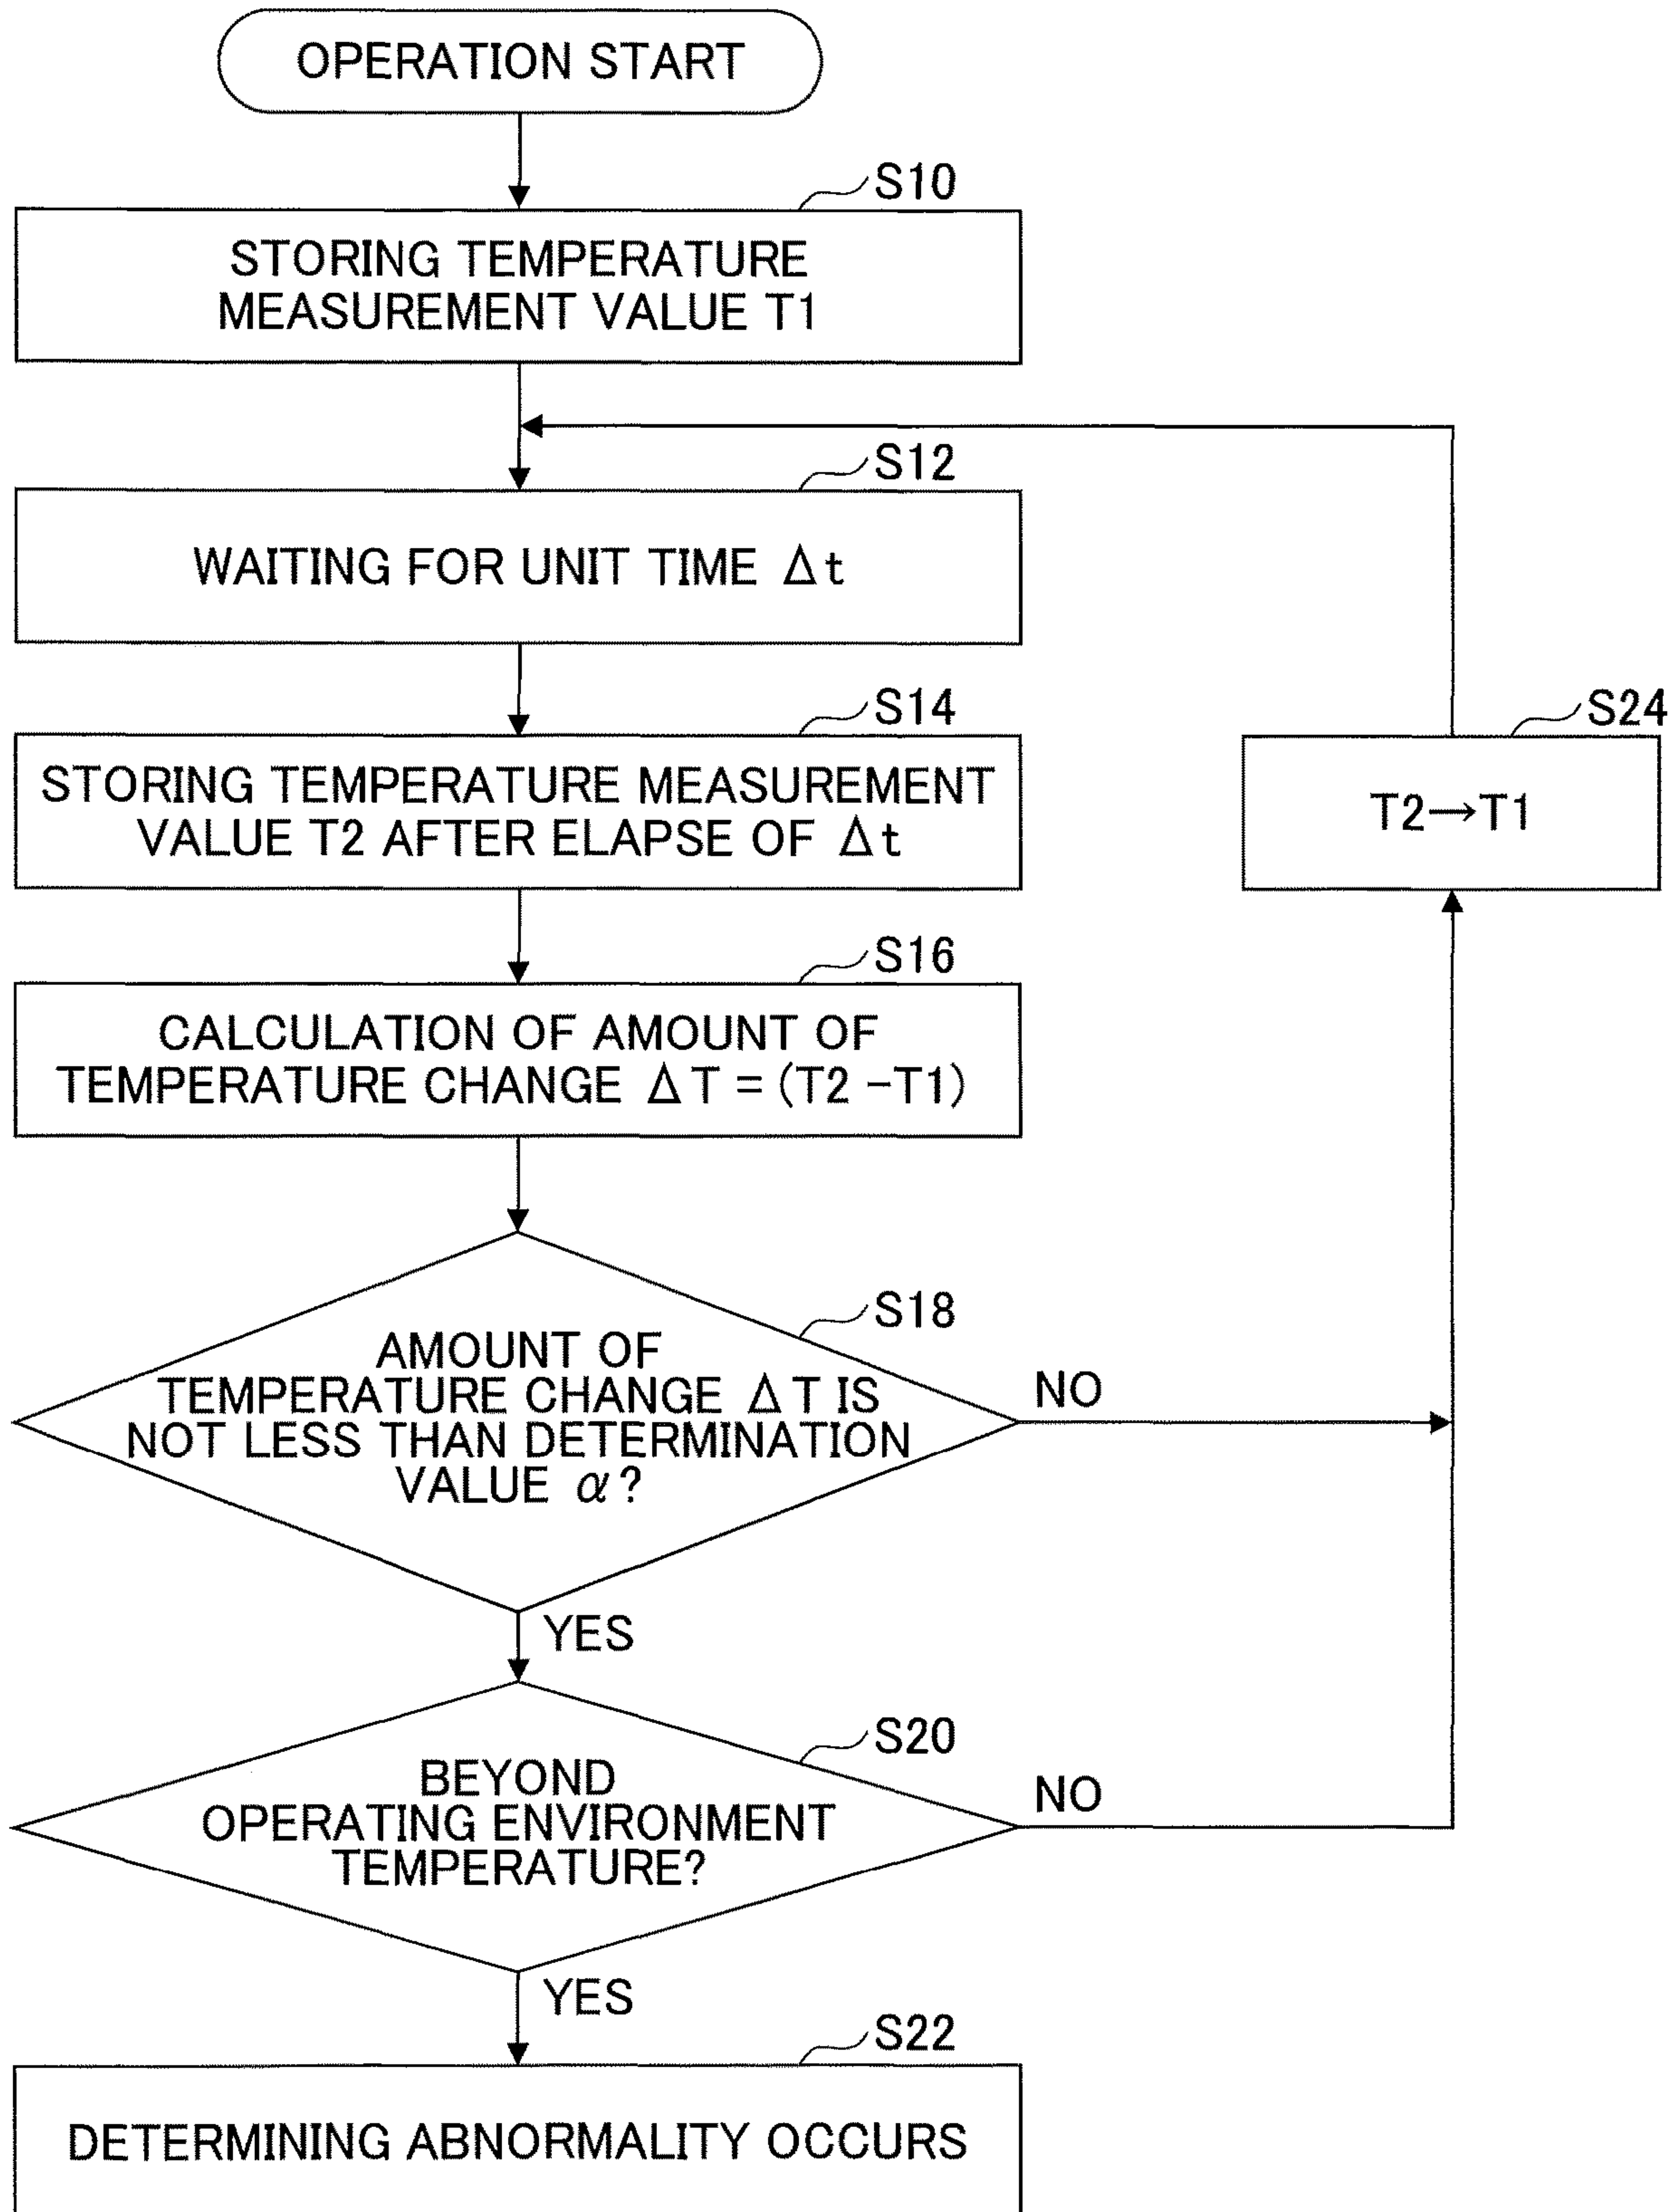 OPERATION START
S10
STORING TEMPERATURE
MEASUREMENT VALUE T1
S12
WAITING FOR UNIT TIME Δt
S14
STORING TEMPERATURE MEASUREMENT
VALUE T2 AFTER ELAPSE OF Δt
S24
T2→T1
S16
CALCULATION OF AMOUNT OF
TEMPERATURE CHANGE ΔT = (T2 −T1)
S18
AMOUNT OF
TEMPERATURE CHANGE ΔT IS
NOT LESS THAN DETERMINATION
VALUE α?
NO
YES
S20
BEYOND
OPERATING ENVIRONMENT
TEMPERATURE?
NO
YES
S22
DETERMINING ABNORMALITY OCCURS